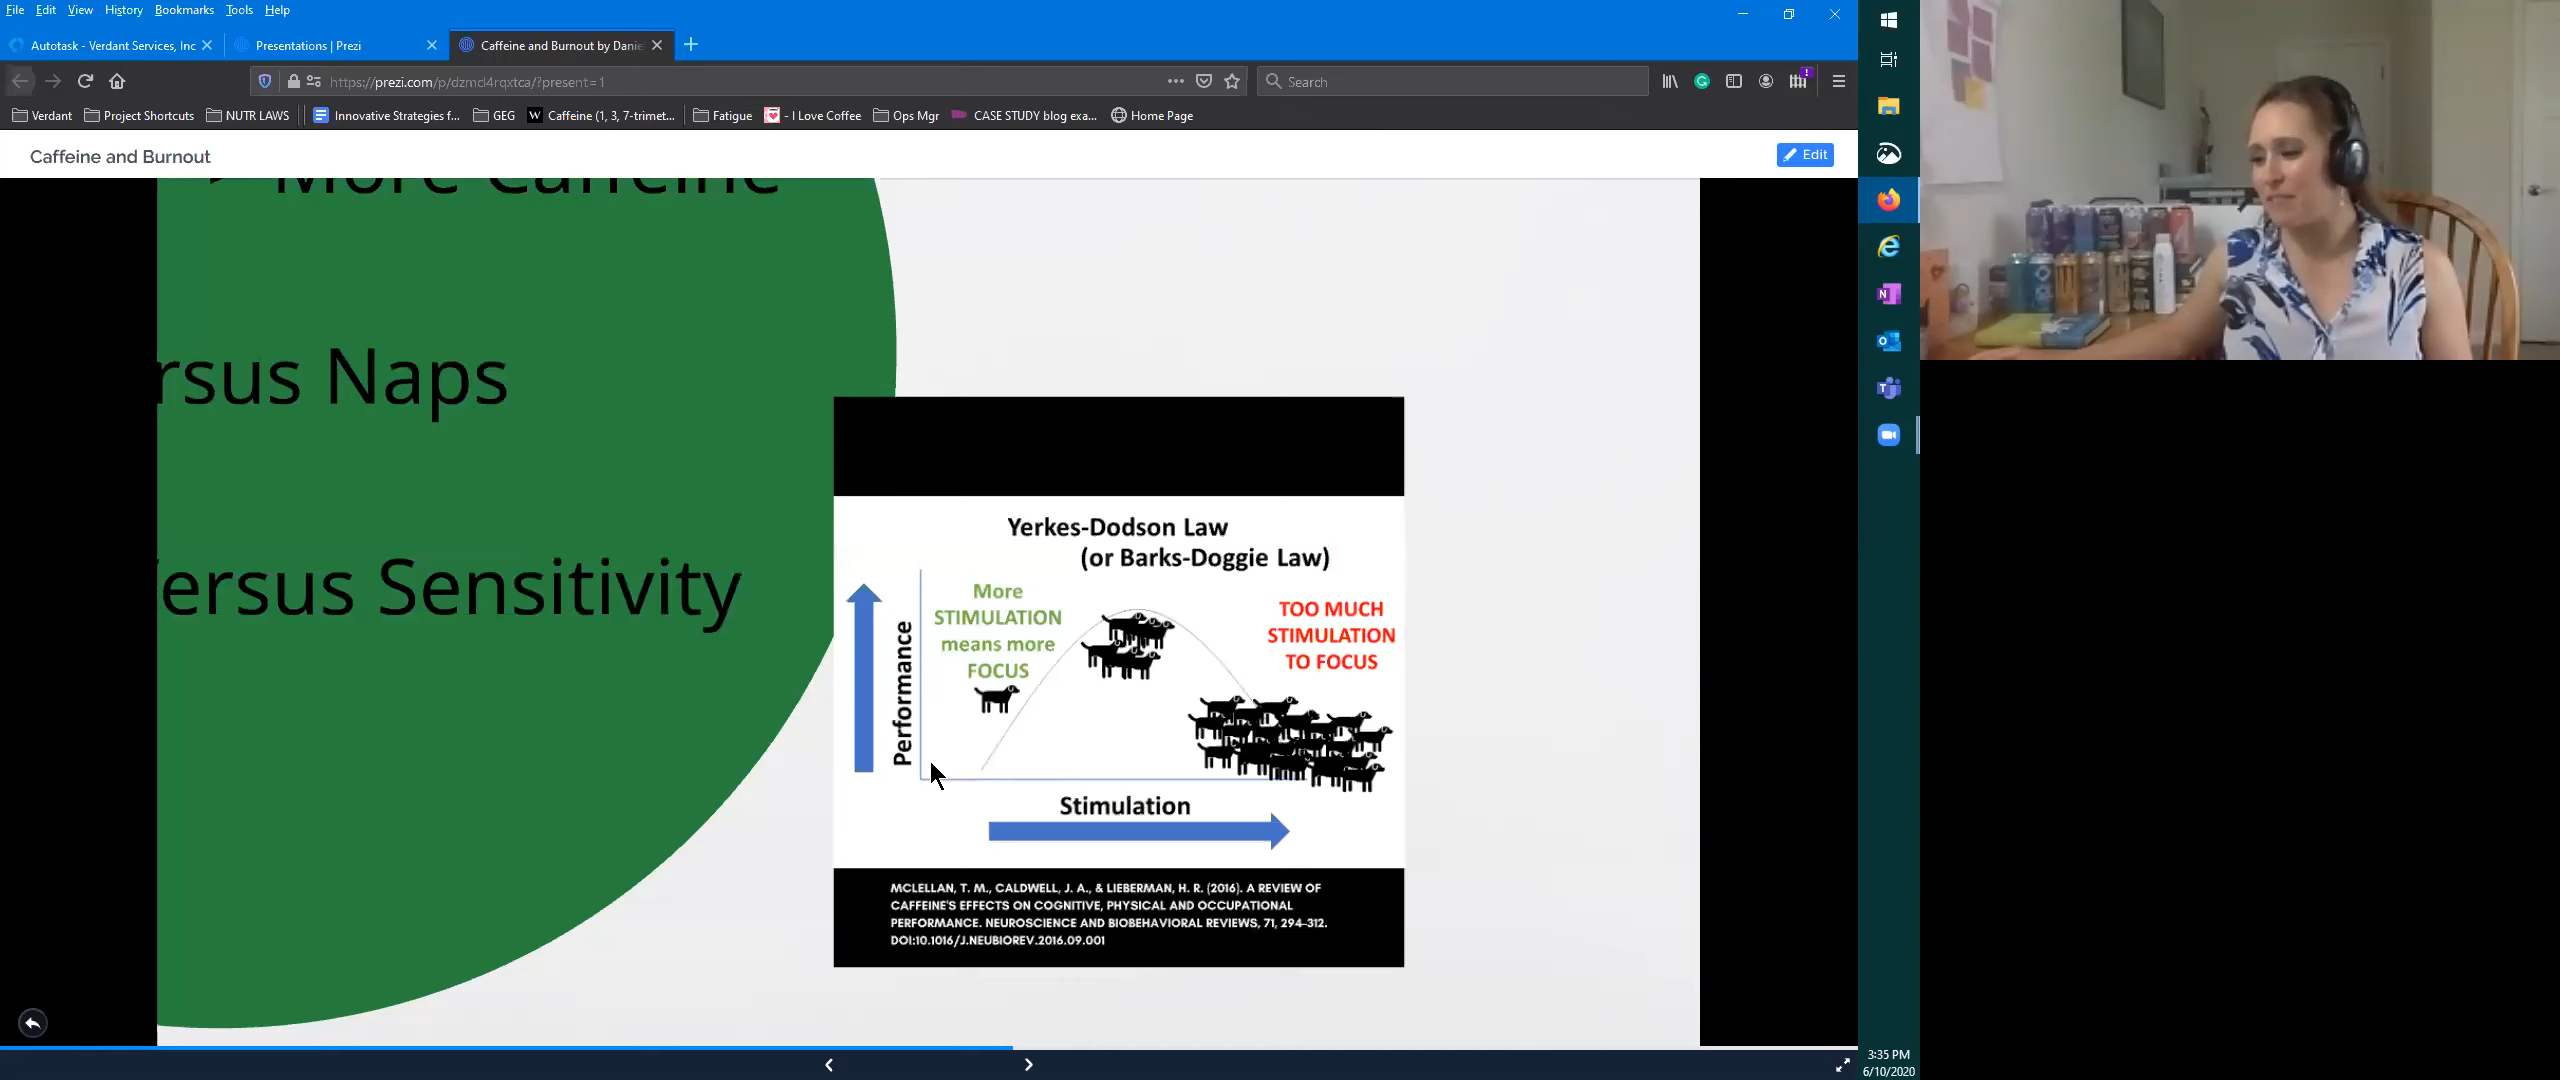 File Edit View History Bookmarks Tools Help
Autotask - Verdant Services, Inc
Presentations | Prezi
Caffeine and Burnout by Danie
https://prezi.com/p/dzmcl4rqxtca/?present=1
Search
Verdant
Project Shortcuts
NUTR LAWS
Innovative Strategies f...
GEG
W Caffeine (1, 3, 7-trimet...
Fatigue
- I Love Coffee
Ops Mgr
CASE STUDY blog exa...
Home Page
Caffeine and Burnout
Edit
More Caffeine
rsus Naps
ersus Sensitivity
Yerkes-Dodson Law
(or Barks-Doggie Law)
More
STIMULATION
means more
FOCUS
TOO MUCH
STIMULATION
TO FOCUS
Performance
Stimulation
MCLELLAN, T. M., CALDWELL, J. A., & LIEBERMAN, H. R. (2016). A REVIEW OF
CAFFEINE'S EFFECTS ON COGNITIVE, PHYSICAL AND OCCUPATIONAL
PERFORMANCE. NEUROSCIENCE AND BIOBEHAVIORAL REVIEWS, 71, 294-312.
DOI:10.1016/J.NEUBIOREV.2016.09.001
3:35 PM
6/10/2020